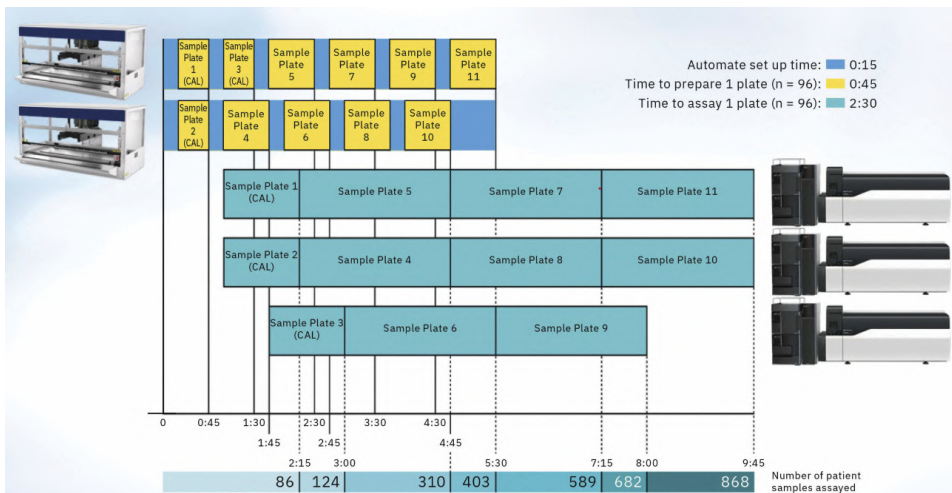 Sample
Plate
1
(CAL)
Sample
Plate
3
(CAL)
Sample
Plate
5
Sample
Plate
7
Sample
Plate
9
Sample
Plate
11
Automate set up time: 0:15
Time to prepare 1 plate (n = 96): 0:45
Time to assay 1 plate (n = 96): 2:30
Sample
Plate
2
(CAL)
Sample
Plate
4
Sample
Plate
6
Sample
Plate
8
Sample
Plate
10
Sample Plate 1
(CAL)
Sample Plate 5
Sample Plate 7
Sample Plate 11
Sample Plate 2
(CAL)
Sample Plate 4
Sample Plate 8
Sample Plate 10
Sample Plate 3
(CAL)
Sample Plate 6
Sample Plate 9
0 0:45 1:30 2:30 3:30 4:30
1:45 2:45 4:45
2:15 3:00 5:30 7:15 8:00 9:45
86 124 310 403 589 682 868
Number of patient
samples assayed